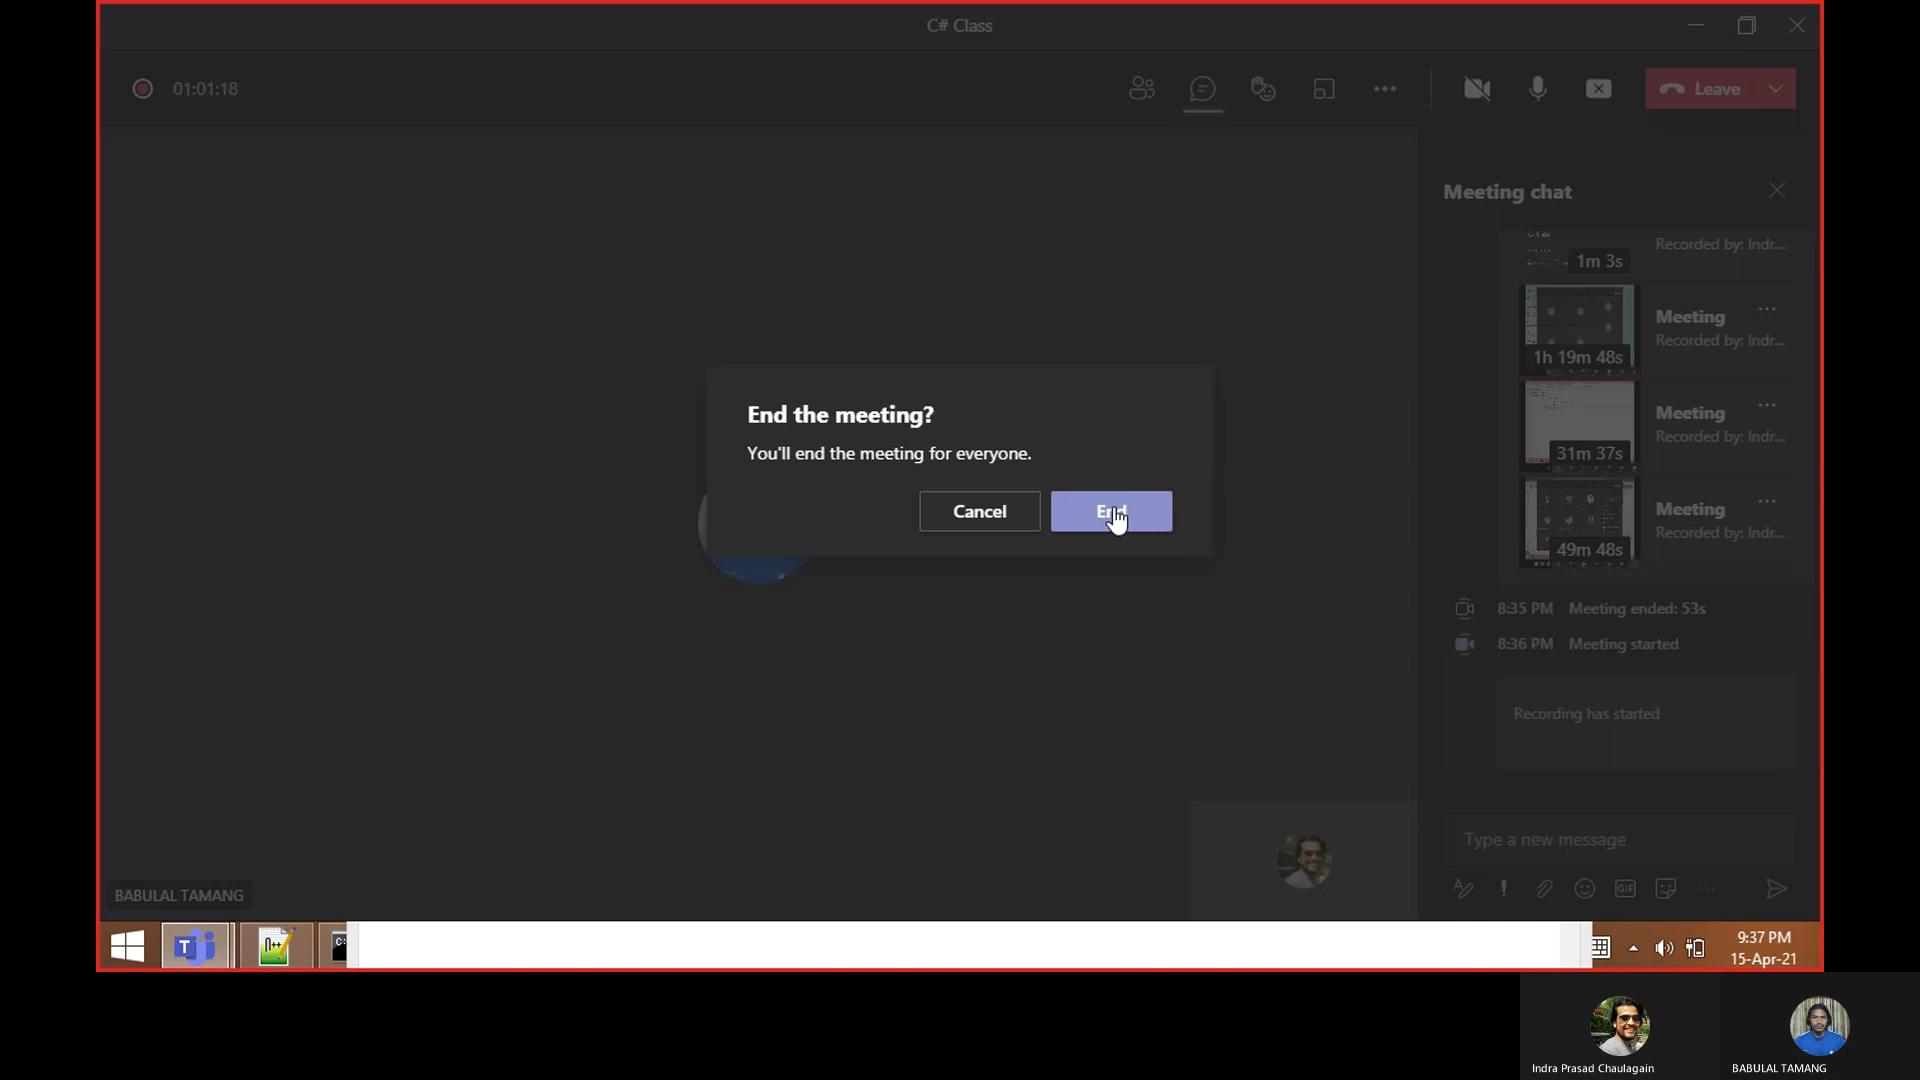 C# Class
01:01:18
Leave
Meeting chat
Recorded by: Indr...
1m 3s
Meeting
Recorded by: Indr...
1h 19m 48s
Meeting
Recorded by: Indr...
31m 37s
Meeting
Recorded by: Indr...
49m 48s
End the meeting?
You'll end the meeting for everyone.
Cancel
End
8:35 PM Meeting ended: 53s
8:36 PM Meeting started
Recording has started
Type a new message
GIF
BABULAL TAMANG
T
9:37 PM
15-Apr-21
Indra Prasad Chaulagain
BABULAL TAMANG